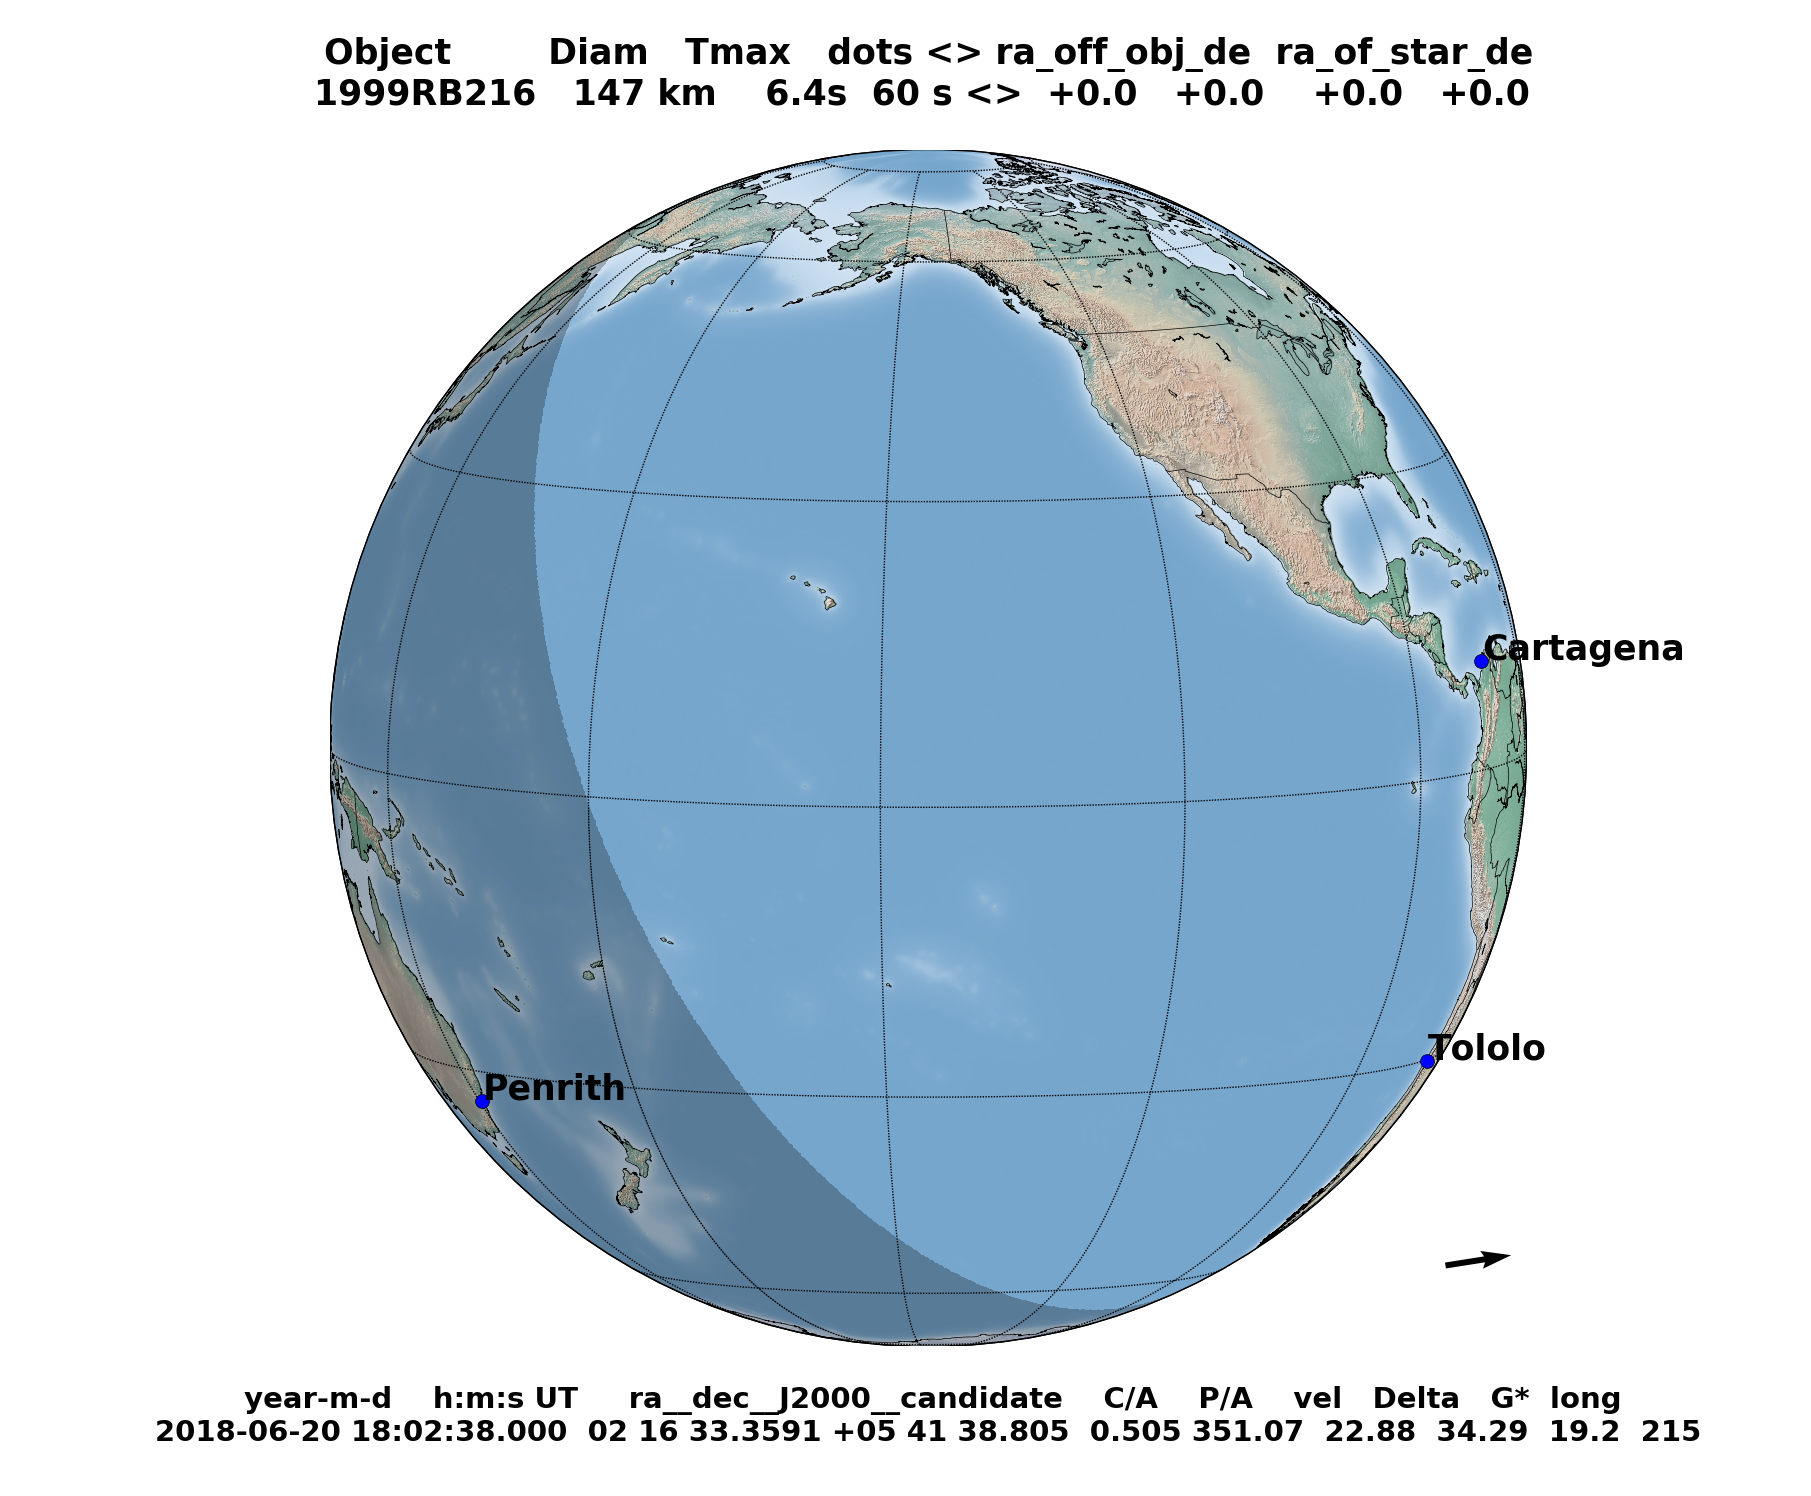 Object Diam Tmax dots <> ra_off_obj_de ra_of_star_de
1999RB216 147 km 6.4s 60 s <> +0.0 +0.0 +0.0 +0.0
Cartagena
Tololo
Penrith
year-m-d h:m:s UT ra__dec__J2000__candidate C/A P/A vel Delta G* long
2018-06-20 18:02:38.000 02 16 33.3591 +05 41 38.805 0.505 351.07 22.88 34.29 19.2 215